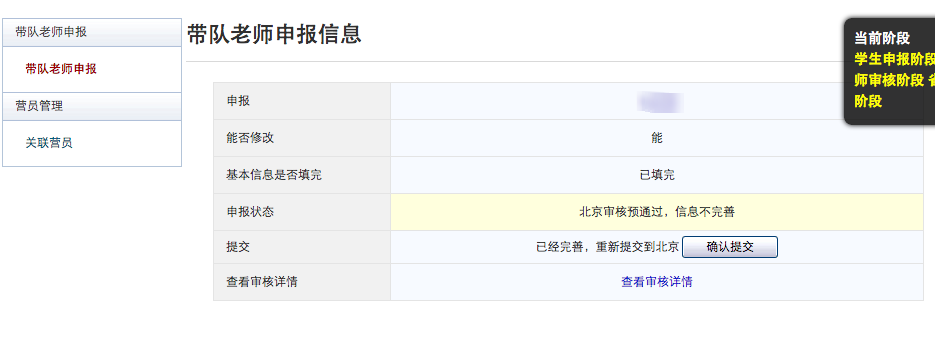 带队老师申报
带队老师申报
营员管理
关联营员
带队老师申报信息
申报
能否修改 能
基本信息是否填完 已填完
申报状态 北京审核预通过，信息不完善
提交 已经完善，重新提交到北京 确认提交
查看审核详情 查看审核详情
当前阶段
学生申报阶段
师审核阶段 省
阶段